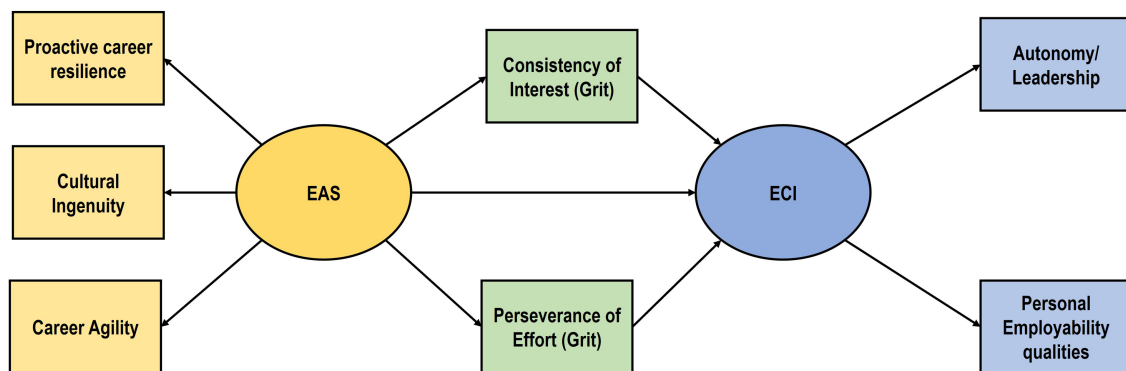 Proactive career
resilience
Cultural
Ingenuity
Career Agility
EAS
Consistency of
Interest (Grit)
Perseverance of
Effort (Grit)
ECI
Autonomy/
Leadership
Personal
Employability
qualities